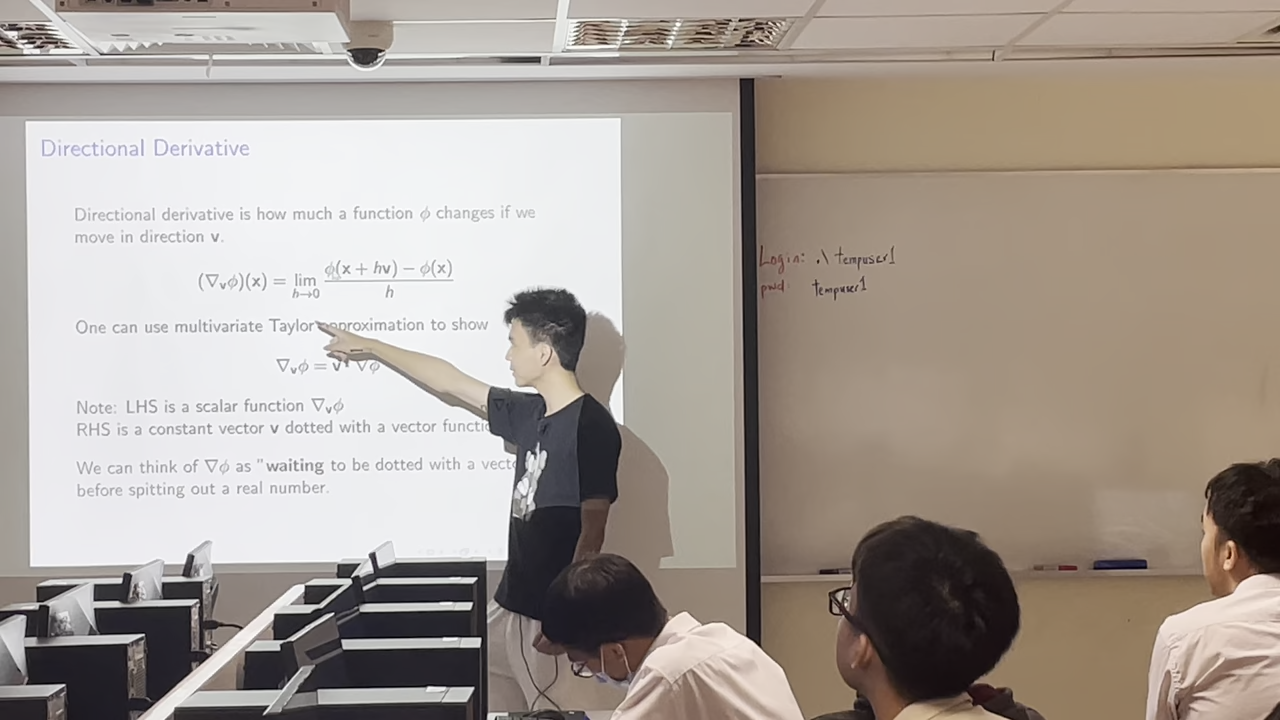 Directional Derivative
Directional derivative is how much a function ϕ changes if we
move in direction v.
(∇ᵥϕ)(x) = lim h→0 ϕ(x + hv) − ϕ(x) / h
One can use multivariate Taylor approximation to show
∇ᵥϕ = vᵀ∇ϕ
Note: LHS is a scalar function ∇ᵥϕ
RHS is a constant vector v dotted with a vector
We can think of ∇ϕ as "waiting to be dotted with a
before spitting out a real number.
Login: .\tempuser1
pwd: tempuser1